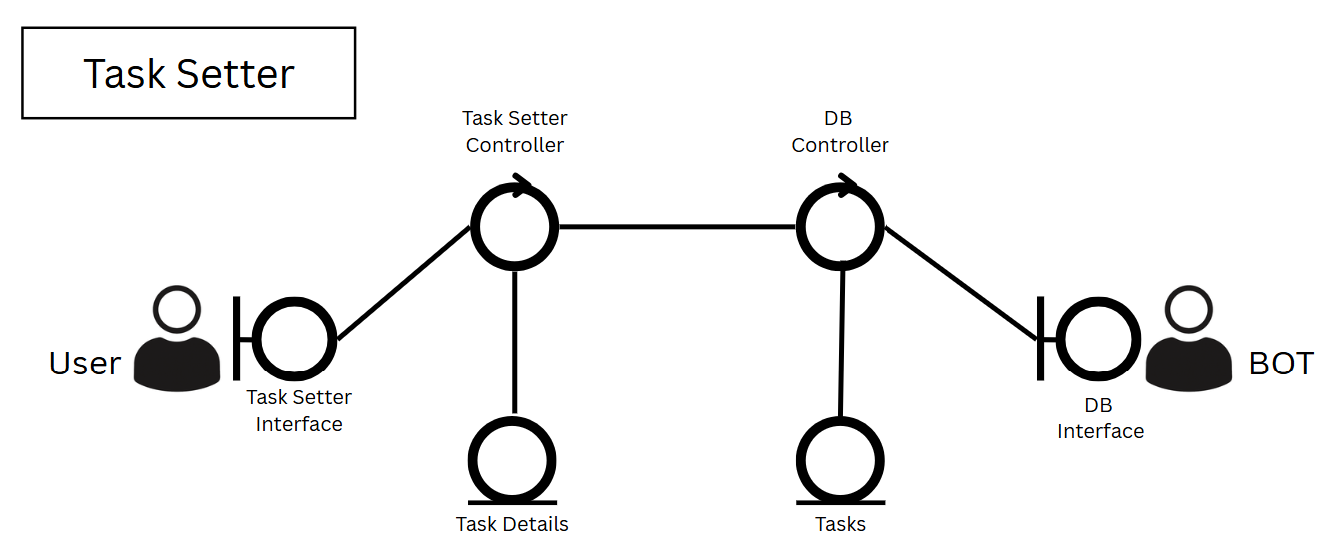 Task Setter
Task Setter
Controller
DB
Controller
User
Task Setter
Interface
BOT
DB
Interface
Task Details
Tasks